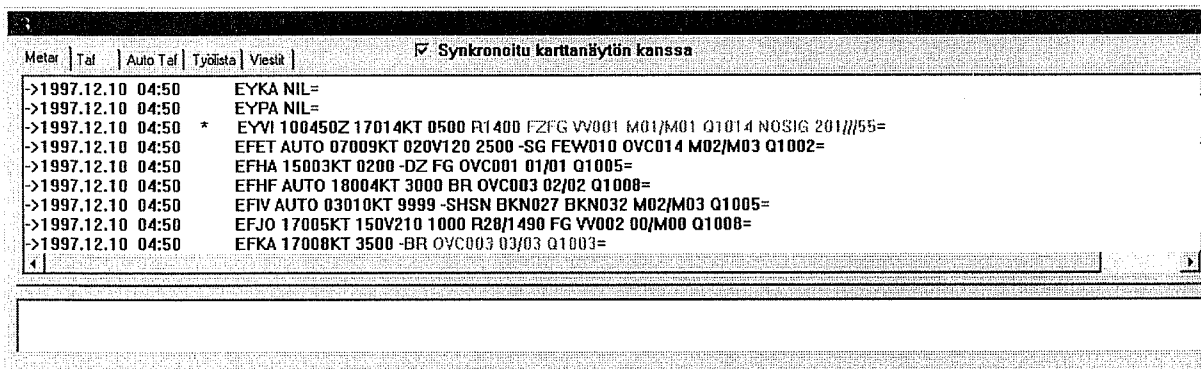 Synkronoitu karttanäytön kanssa
Metar Taf Auto Taf Työlista Viestit
->1997.12.10 04:50 EYKA NIL=
->1997.12.10 04:50 EYPA NIL=
->1997.12.10 04:50 * EYVI 100450Z 17014KT 0500 R1400 FZFG VV001 M01/M01 Q1014 NOSIG 201///55=
->1997.12.10 04:50 EFET AUTO 07009KT 020V120 2500 -SG FEW010 OVC014 M02/M03 Q1002=
->1997.12.10 04:50 EFHA 15003KT 0200 -DZ FG OVC001 01/01 Q1005=
->1997.12.10 04:50 EFHF AUTO 18004KT 3000 BR OVC003 02/02 Q1008=
->1997.12.10 04:50 EFIV AUTO 03010KT 9999 -SHSN BKN027 BKN032 M02/M03 Q1005=
->1997.12.10 04:50 EFJO 17005KT 150V210 1000 R28/1490 FG VV002 00/M00 Q1008=
->1997.12.10 04:50 EFKA 17008KT 3500 -BR OVC003 03/03 Q1003=